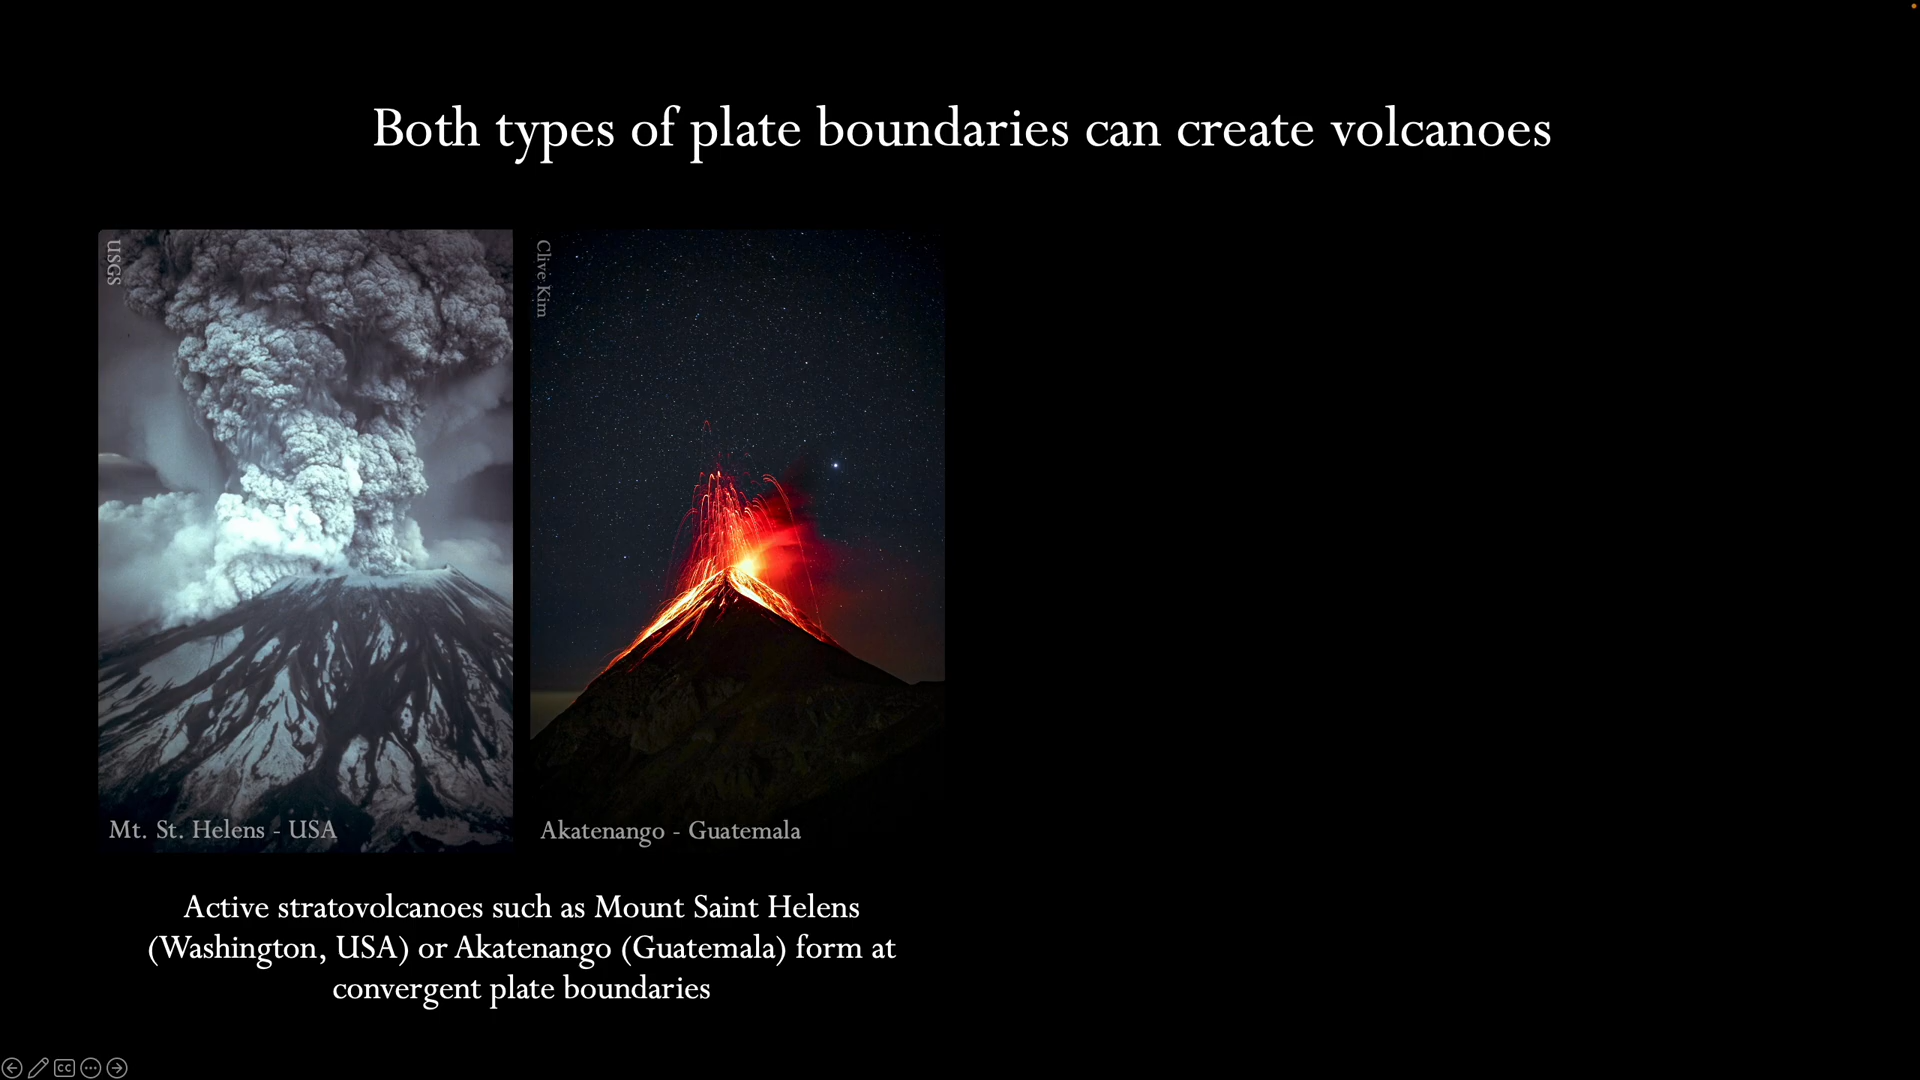 Both types of plate boundaries can create volcanoes
USGS
Clive Kim
Mt. St. Helens - USA
Akatenango - Guatemala
Active stratovolcanoes such as Mount Saint Helens
(Washington, USA) or Akatenango (Guatemala) form at
convergent plate boundaries
CC